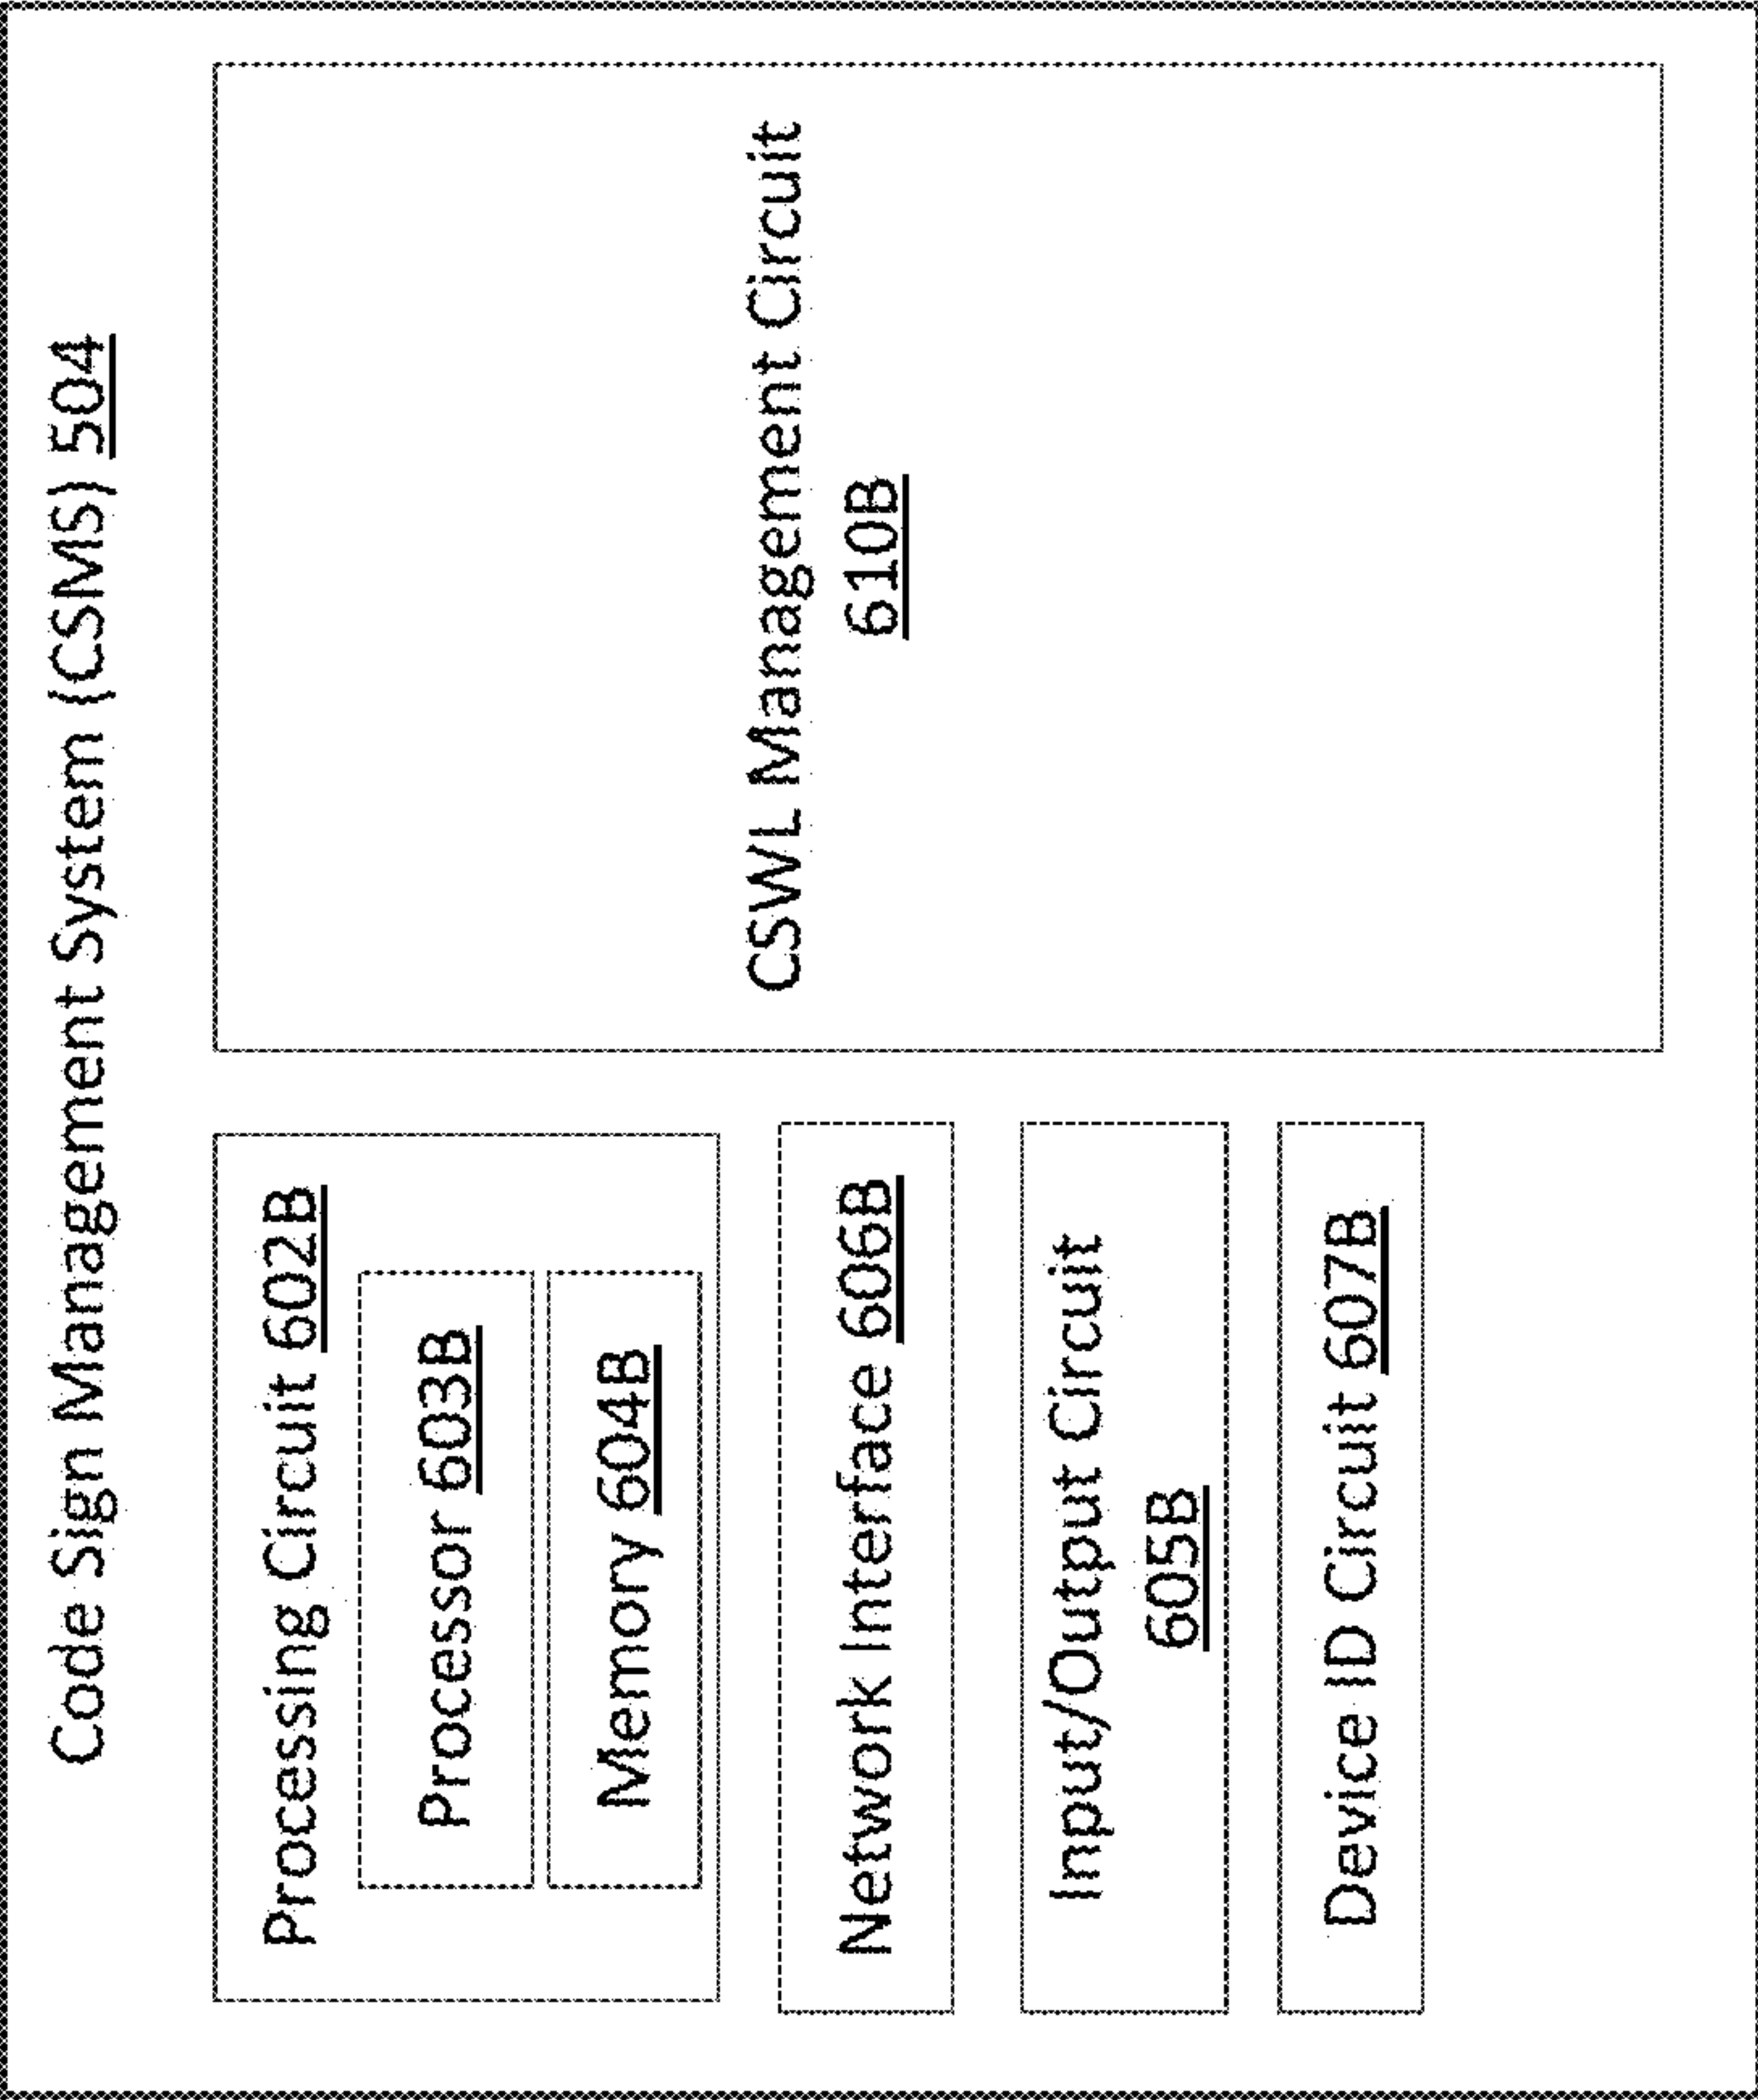 Code Sign Management System (CSMS) 504
Processing Circuit 602B
Processor 603B
Memory 604B
Network Interface 606B
Input/Output Circuit
605B
Device ID Circuit 607B
CSWL Management Circuit
610B